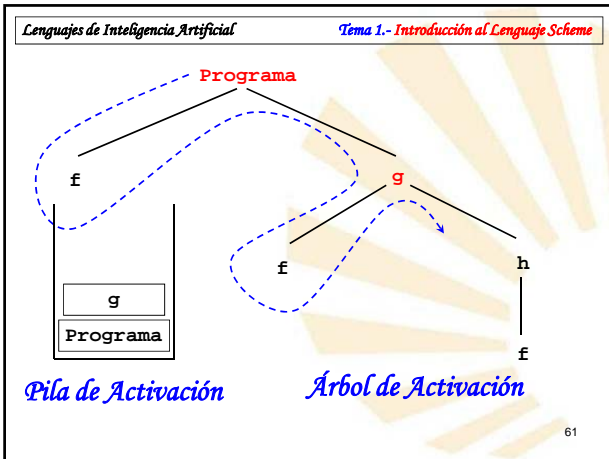 Lenguajes de Inteligencia Artificial Tema 1.- Introducción al Lenguaje Scheme
Programa
f g
f h
g
Programa
f
Pila de Activación Árbol de Activación
61